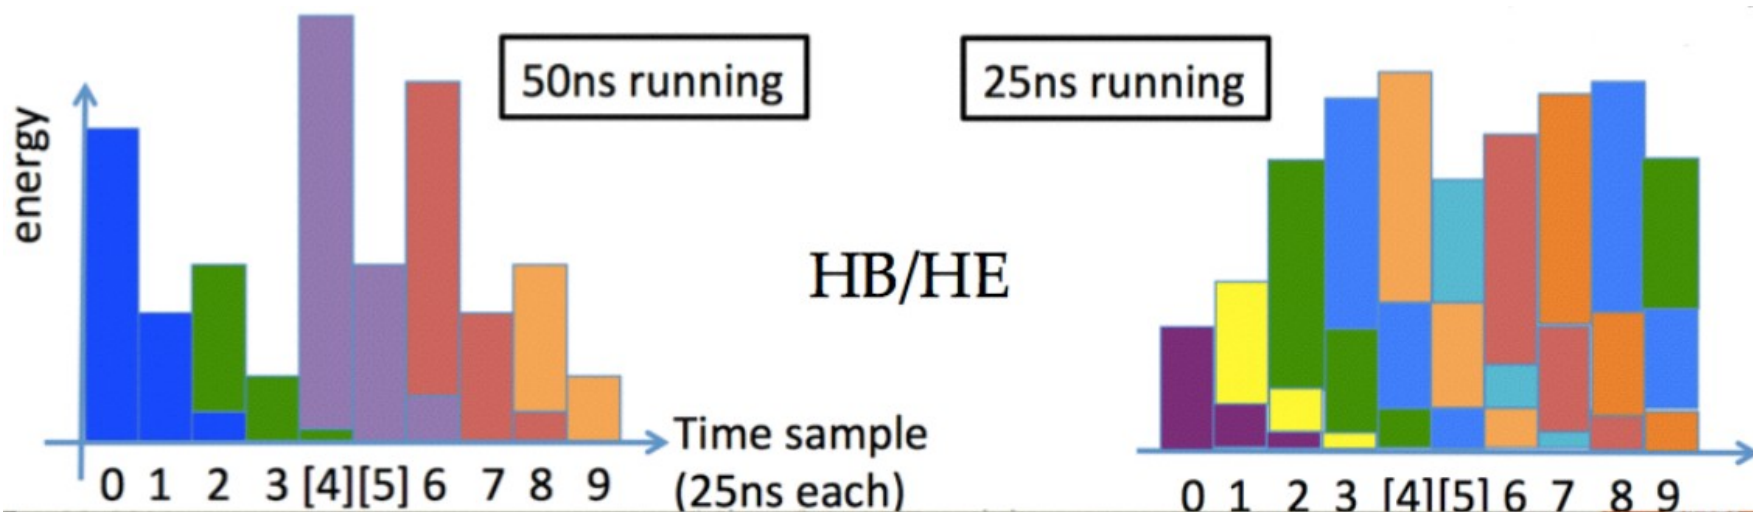 energy
50ns running
25ns running
HB/HE
Time sample
(25ns each)
0 1 2 3 [4][5] 6 7 8 9
0 1 2 3 [4][5] 6 7 8 9